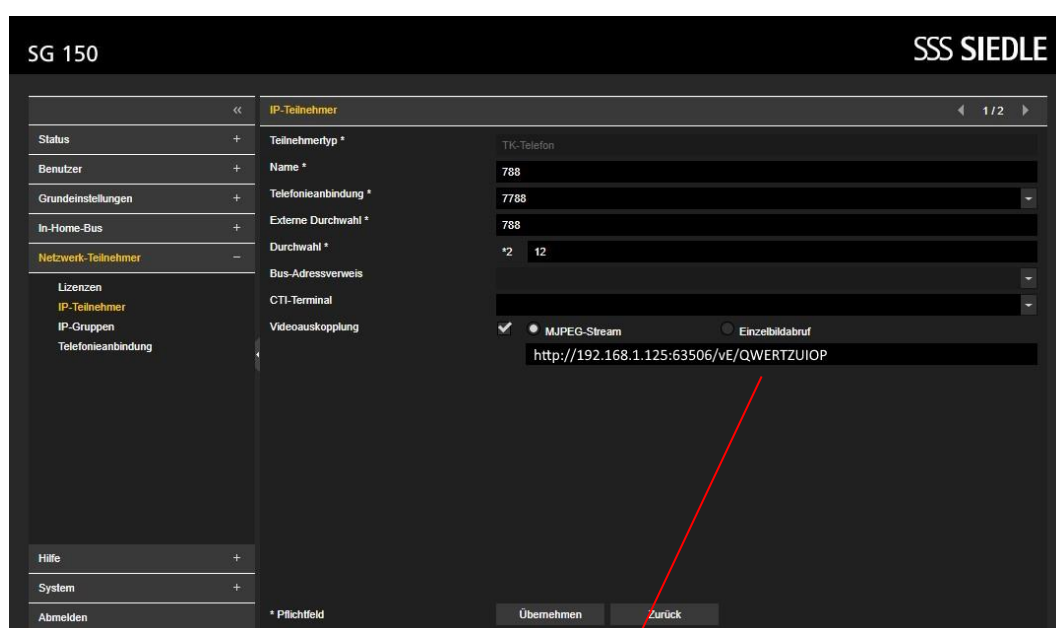 SG 150
SSS SIEDLE
«
Status +
Benutzer +
Grundeinstellungen +
In-Home-Bus +
Netzwerk-Teilnehmer –
Lizenzen
IP-Teilnehmer
IP-Gruppen
Telefonieanbindung
Hilfe +
System +
Abmelden
IP-Teilnehmer 1 / 2
Teilnehmertyp * TK-Telefon
Name * 788
Telefonieanbindung * 7788
Externe Durchwahl * 788
Durchwahl * *2 12
Bus-Adressverweis
CTI-Terminal
Videoauskopplung MJPEG-Stream Einzelbildabruf
http://192.168.1.125:63506/vE/QWERTZUIOP
* Pflichtfeld Übernehmen Zurück